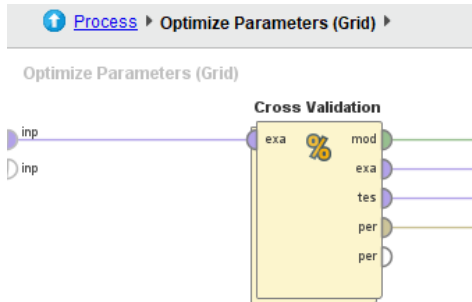 Process ▸ Optimize Parameters (Grid) ▸
Optimize Parameters (Grid)
Cross Validation
inp exa % mod
inp exa
tes
per
per